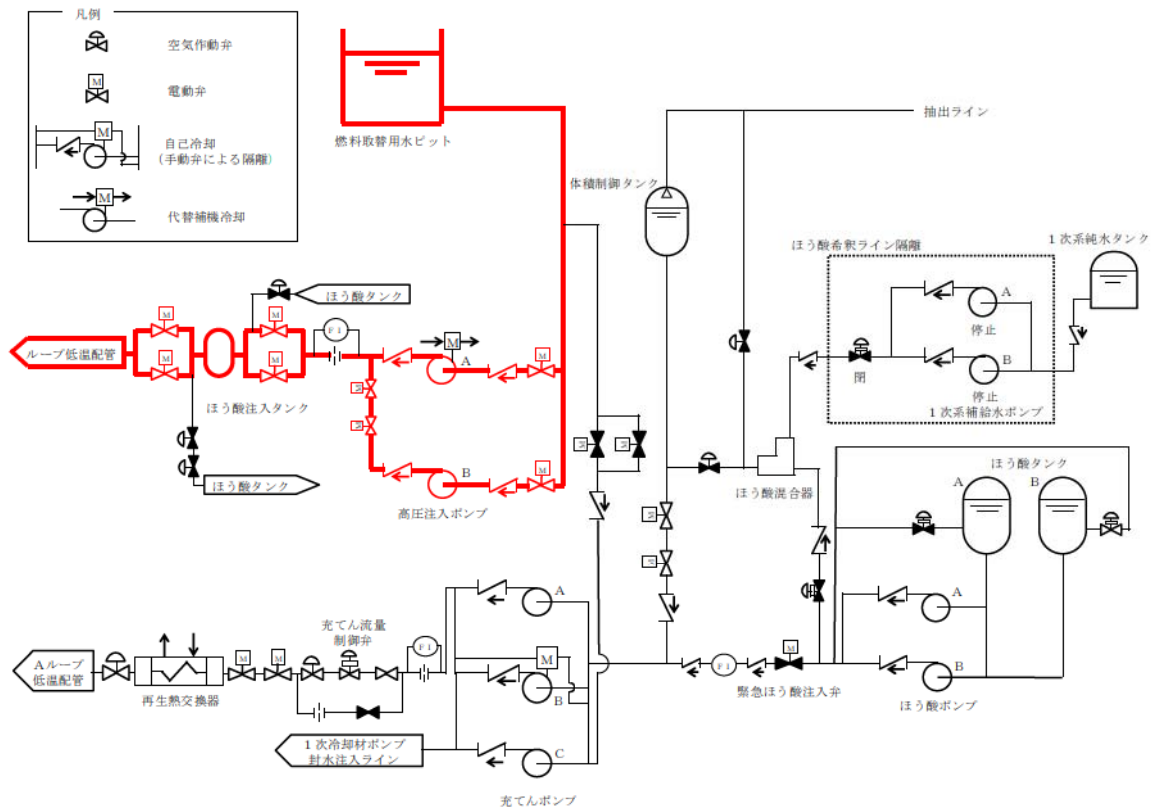 凡例
空気作動弁
M
電動弁
M
自己冷却
(手動弁による隔離)
M
代替補機冷却
燃料取替用水ピット
抽出ライン
体積制御タンク
ほう酸希釈ライン隔離
1次系純水タンク
A
停止
B
停止
閉
1次系補給水ポンプ
ほう酸タンク
M
M
F I
M
ループ低温配管
A
M
M
M
M
ほう酸注入タンク
M
M
M
B
M
ほう酸タンク
高圧注入ポンプ
M
M
ほう酸混合器
ほう酸タンク
A
B
M
M
A
A
充てん流量
制御弁
F I
M
M
M
Aループ
低温配管
B
F I
M
B
再生熱交換器
緊急ほう酸注入弁
ほう酸ポンプ
1次冷却材ポンプ
封水注入ライン
C
充てんポンプ